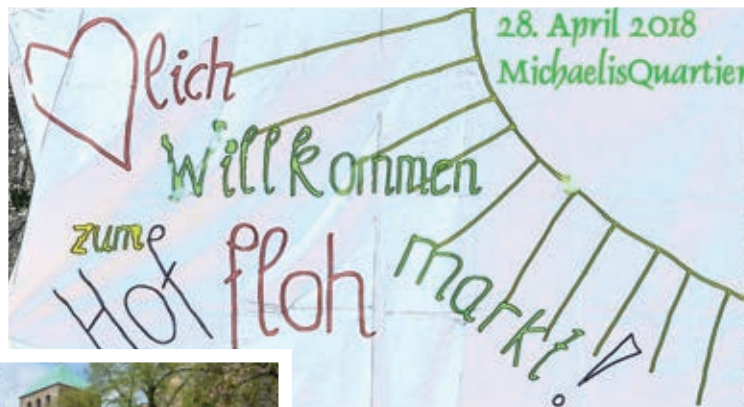 28. April 2018
MichaelisQuartier
lich
Willkommen
zum
Hof floh
markt!